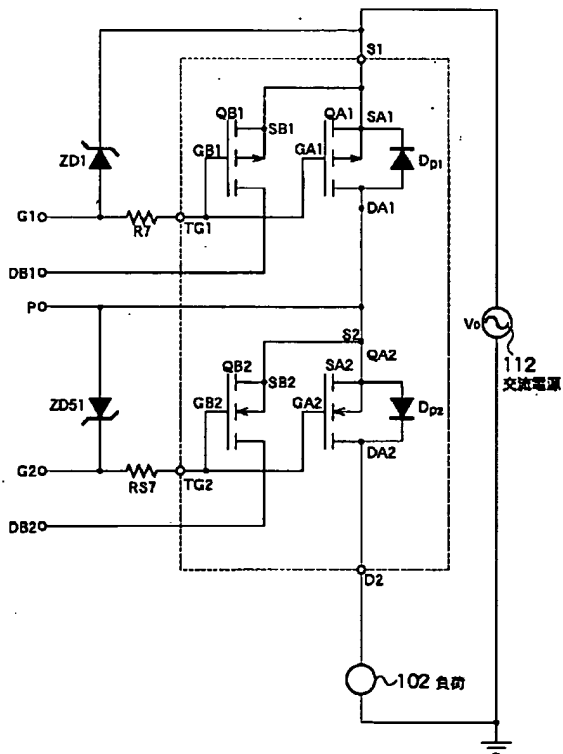 S1
QB1
QA1
SB1
SA1
GB1
GA1
Dp1
ZD1
DA1
G1
R7
TG1
DB1
P
S2
VD
112
交流電源
QB2
QA2
SB2
SA2
GB2
GA2
Dp2
ZD51
DA2
G2
RS7
TG2
DB2
D2
102 負荷